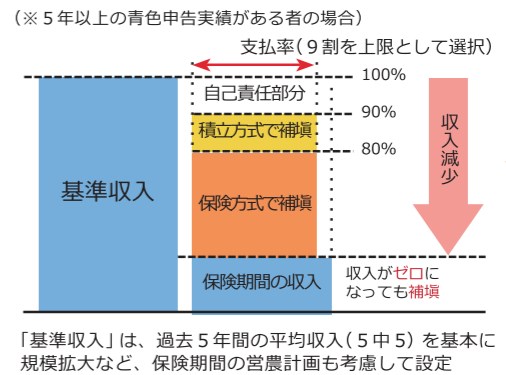 （※５年以上の青色申告実績がある者の場合）
支払率（９割を上限として選択）
100%
自己責任部分
90%
積立方式で補塡
80%
収入減少
基準収入
保険方式で補塡
保険期間の収入
収入がゼロに
なっても補塡
「基準収入」は、過去５年間の平均収入（５中５）を基本に
規模拡大など、保険期間の営農計画も考慮して設定